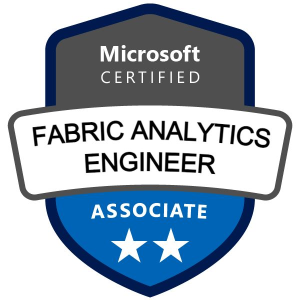 Microsoft
CERTIFIED
FABRIC ANALYTICS
ENGINEER
ASSOCIATE